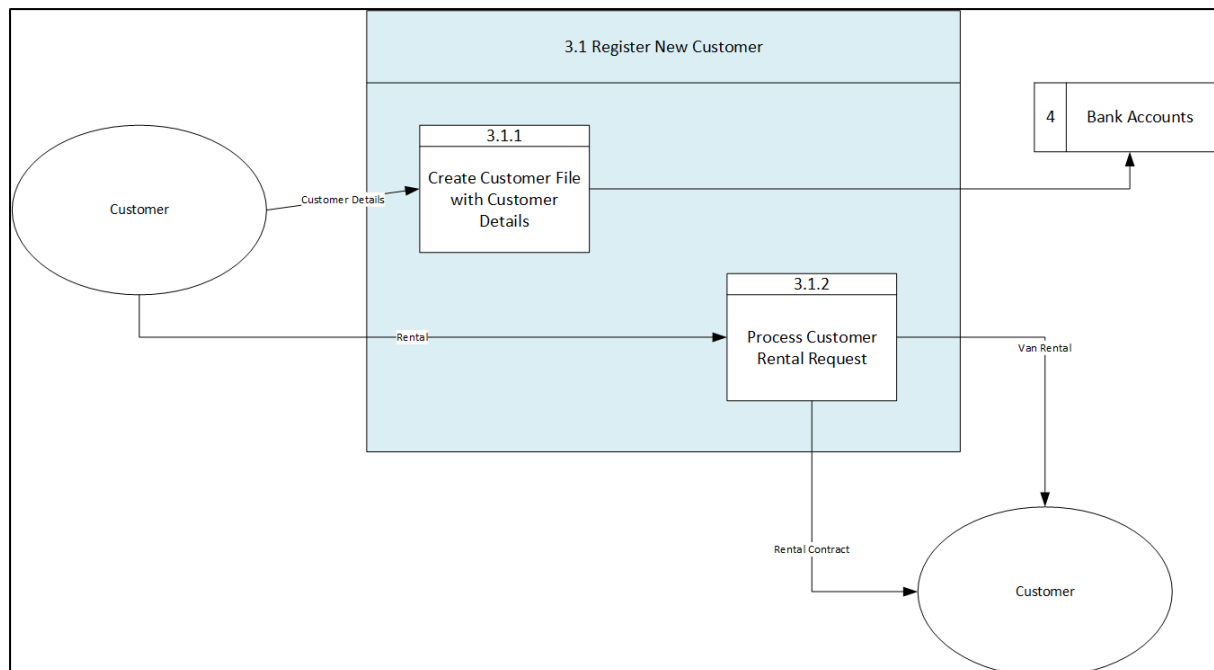 3.1 Register New Customer
4
Bank Accounts
3.1.1
Create Customer File
with Customer
Details
Customer
Customer Details
3.1.2
Process Customer
Rental Request
Rental
Van Rental
Rental Contract
Customer